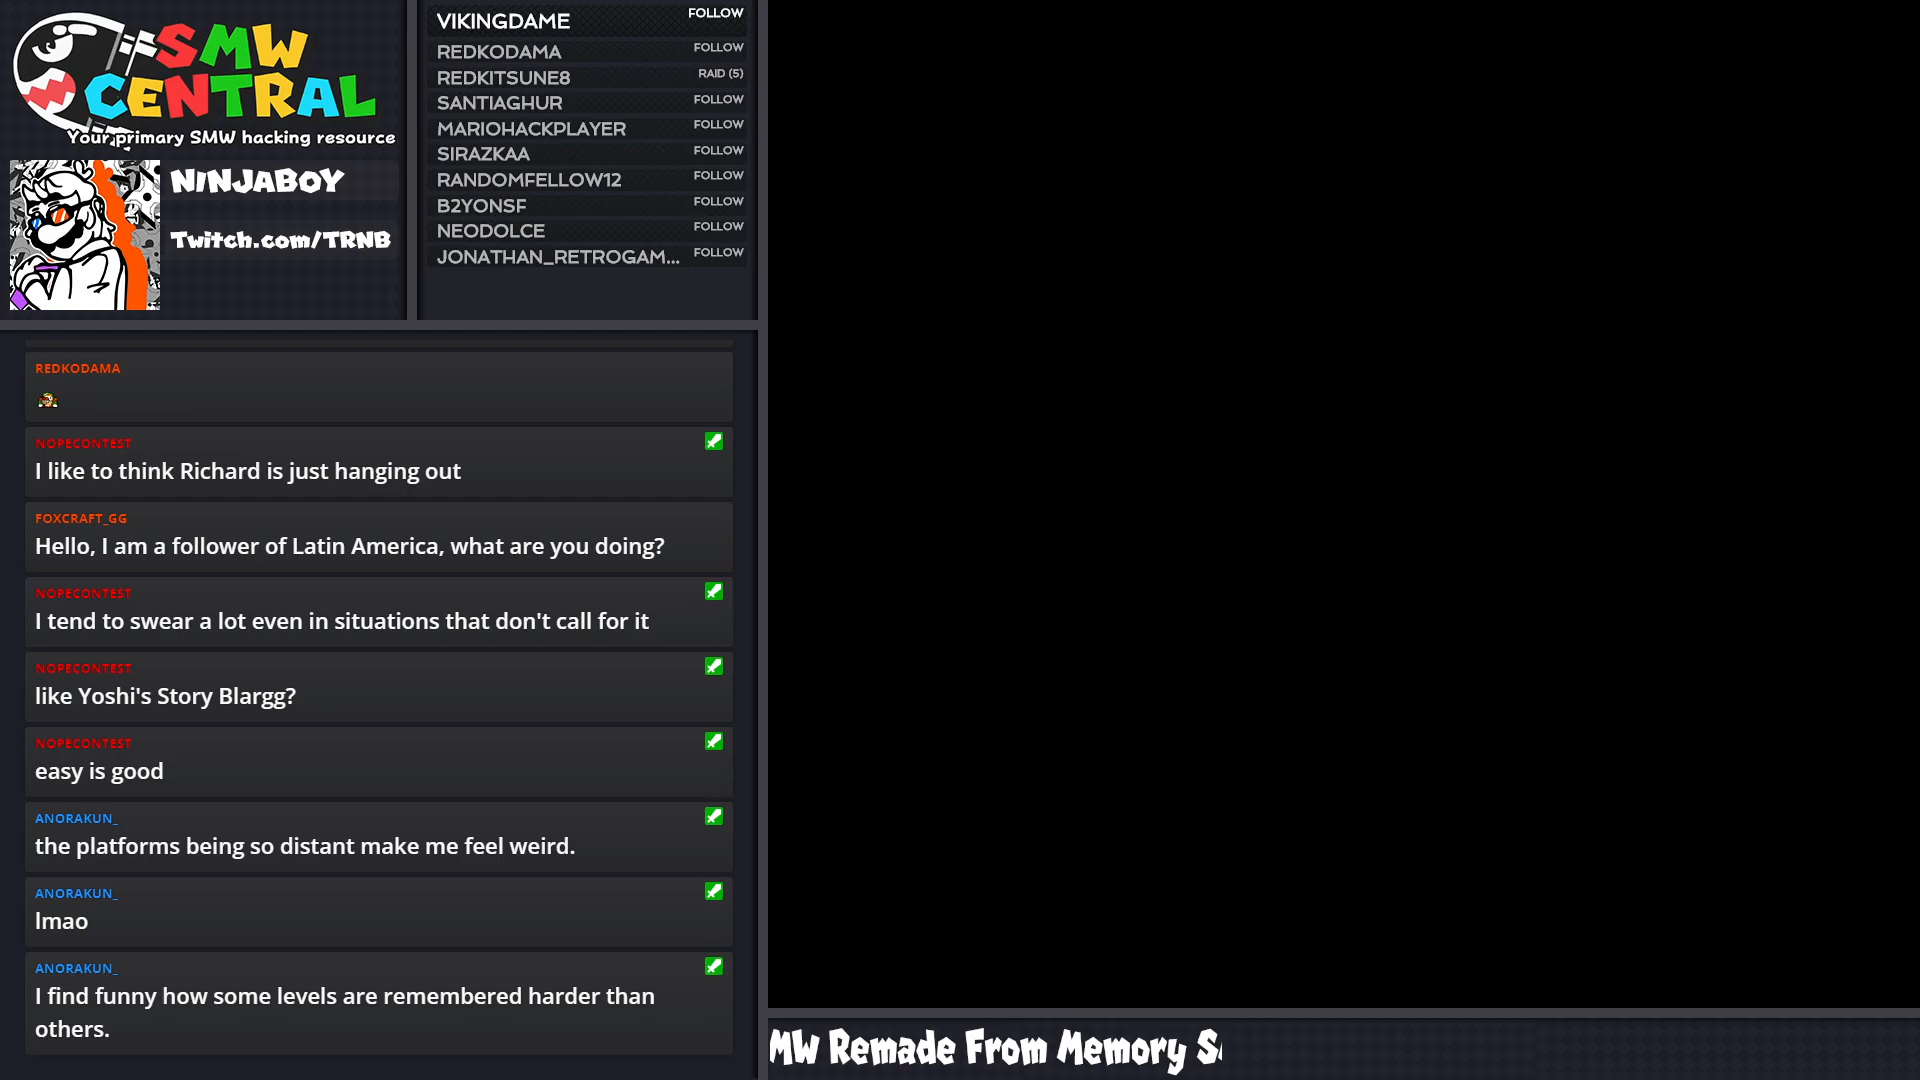 SMW
CENTRAL
Your primary SMW hacking resource
NINJABOY
Twitch.com/TRNB
VIKINGDAME FOLLOW
REDKODAMA FOLLOW
REDKITSUNE8 RAID (5)
SANTIAGHUR FOLLOW
MARIOHACKPLAYER FOLLOW
SIRAZKAA FOLLOW
RANDOMFELLOW12 FOLLOW
B2YONSF FOLLOW
NEODOLCE FOLLOW
JONATHAN_RETROGAM... FOLLOW
REDKODAMA
NOPECONTEST
I like to think Richard is just hanging out
FOXCRAFT_GG
Hello, I am a follower of Latin America, what are you doing?
NOPECONTEST
I tend to swear a lot even in situations that don't call for it
NOPECONTEST
like Yoshi's Story Blargg?
NOPECONTEST
easy is good
ANORAKUN_
the platforms being so distant make me feel weird.
ANORAKUN_
lmao
ANORAKUN_
I find funny how some levels are remembered harder than
others.
MW Remade From Memory S